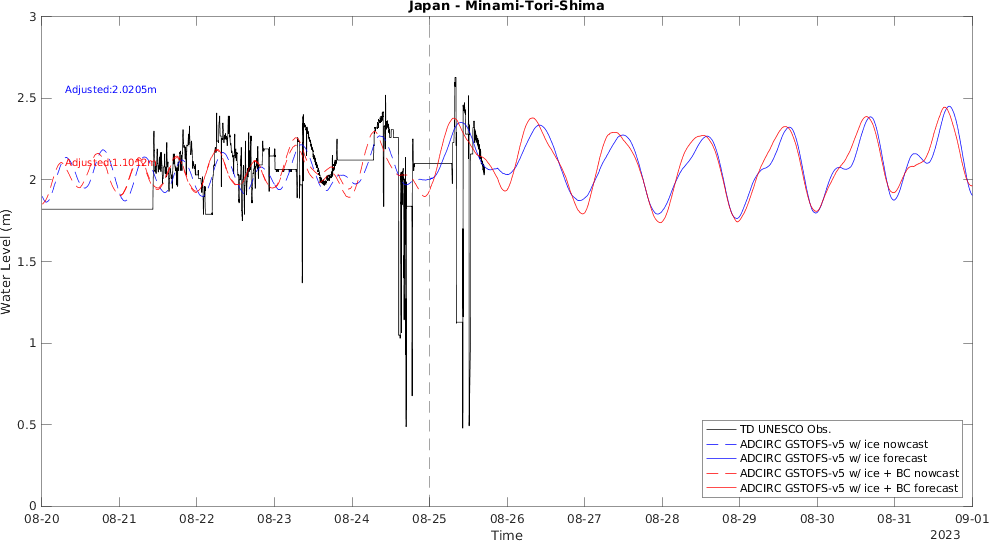 Japan - Minami-Tori-Shima
Water Level (m)
3
2.5
2
1.5
1
0.5
0
Adjusted:2.0205m
Adjusted:1.1012m
TD UNESCO Obs.
ADCIRC GSTOFS-v5 w/ ice nowcast
ADCIRC GSTOFS-v5 w/ ice forecast
ADCIRC GSTOFS-v5 w/ ice + BC nowcast
ADCIRC GSTOFS-v5 w/ ice + BC forecast
08-20 08-21 08-22 08-23 08-24 08-25 08-26 08-27 08-28 08-29 08-30 08-31 09-01
Time
2023